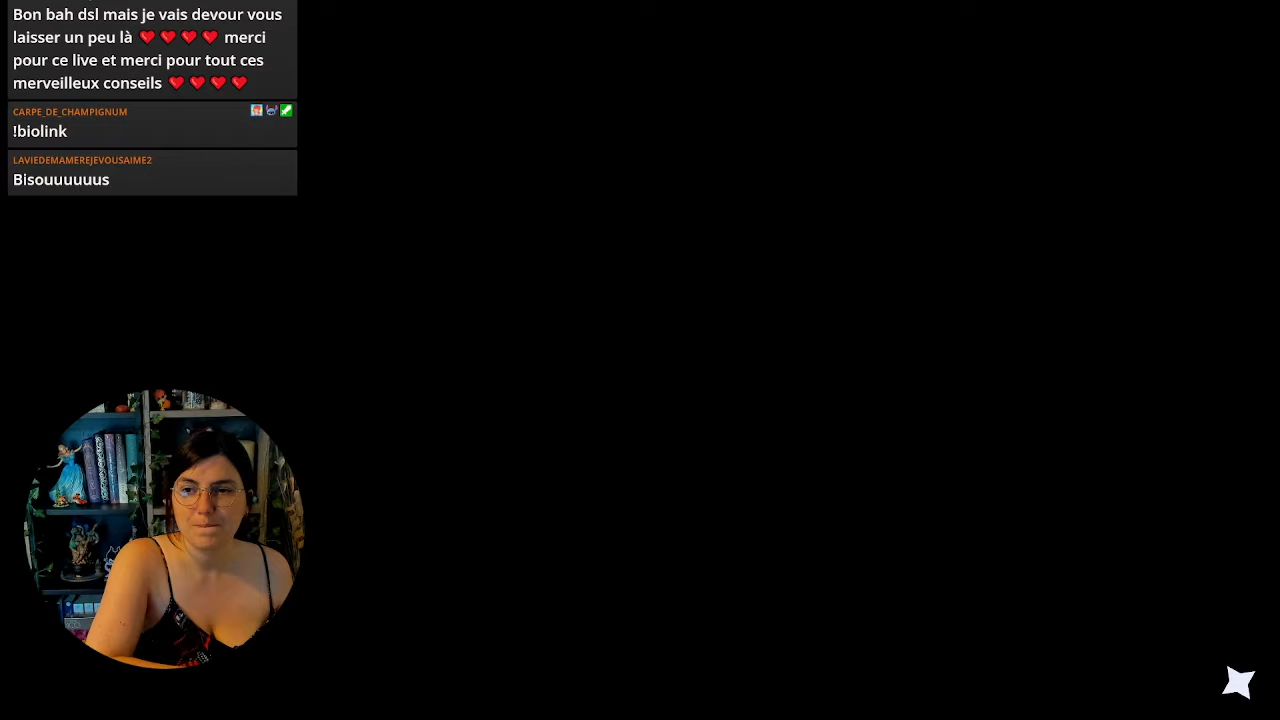 Bon bah dsl mais je vais devour vous
laisser un peu là ❤️ ❤️ ❤️ ❤️ merci
pour ce live et merci pour tout ces
merveilleux conseils ❤️ ❤️ ❤️ ❤️
CARPE_DE_CHAMPIGNUM
!biolink
LAVIEDEMAMEREJEVOUSAIME2
Bisouuuuuus